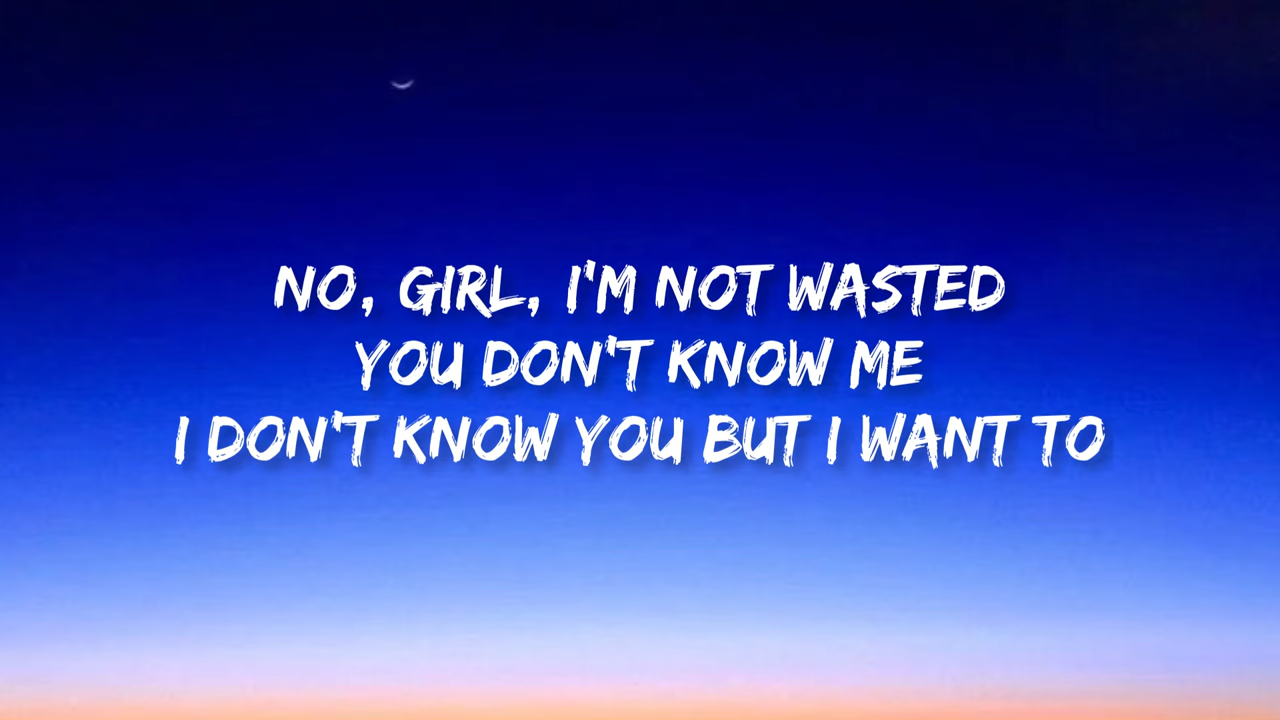 NO, GIRL, I'M NOT WASTED
YOU DON'T KNOW ME
I DON'T KNOW YOU BUT I WANT TO